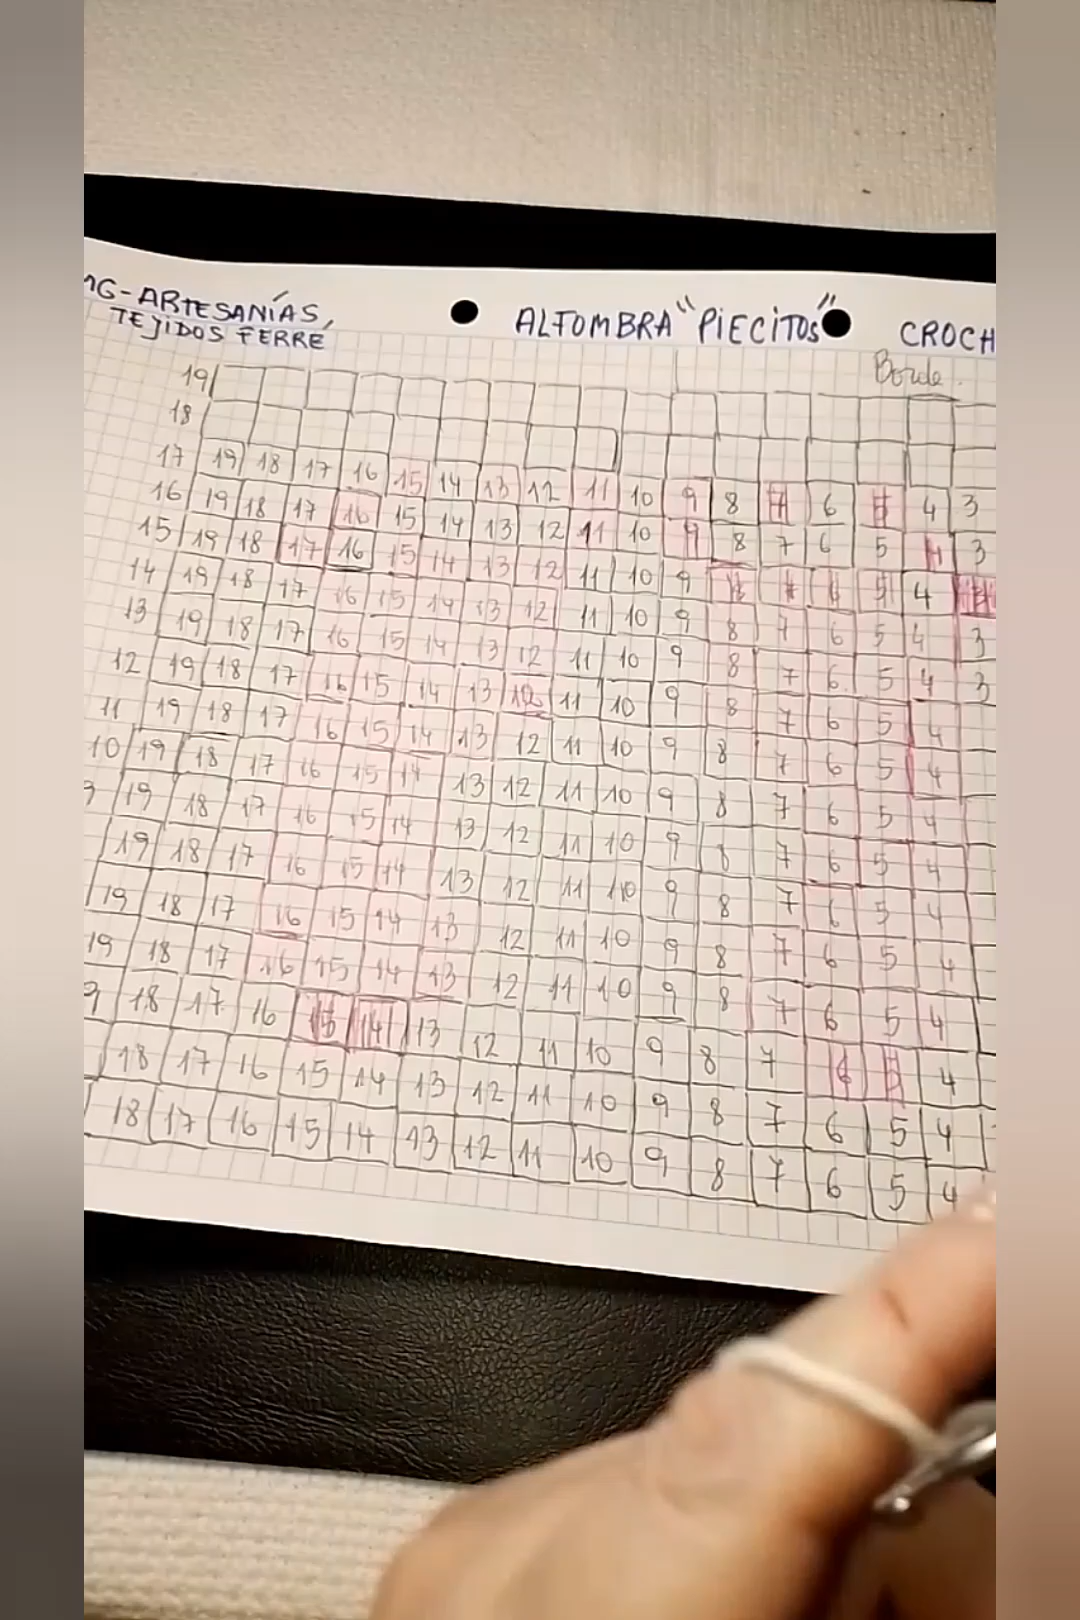 MG-ARTESANÍAS,
TEJIDOS FERRE
ALFOMBRA "PIECITOS"
CROCH
Borde.
19
18
17 19 18 17 16 15 14 13 12 11 10 9 8 7 6 4 3
16 19 18 17 16 15 14 13 12 11 10 8 7 6 5 3
15 19 18 17 16 15 14 13 12 11 10 9 5 4
14 19 18 17 16 15 14 13 12 11 10 9 8 7 6 5 4 3
13 19 18 17 16 15 14 13 12 11 10 9 8 7 6 5 4 3
12 19 18 17 16 15 14 13 12 11 10 9 8 7 6 5 4
11 19 18 17 16 15 14 13 12 11 10 9 8 7 6 5 4
10 19 18 17 16 15 14 13 12 11 10 9 8 7 6 5 4
19 18 17 16 15 14 13 12 11 10 9 8 7 6 5 4
19 18 17 16 15 14 13 12 11 10 9 8 7 6 5 4
19 18 17 16 15 14 13 12 11 10 9 8 7 6 5 4
19 18 17 16 15 14 13 12 11 10 9 8 7 6 5 4
9 18 17 16 15 14 13 12 11 10 9 8 7 6 4
18 17 16 15 14 13 12 11 10 9 8 7 6 5 4
18 17 16 15 14 13 12 11 10 9 8 7 6 5 4